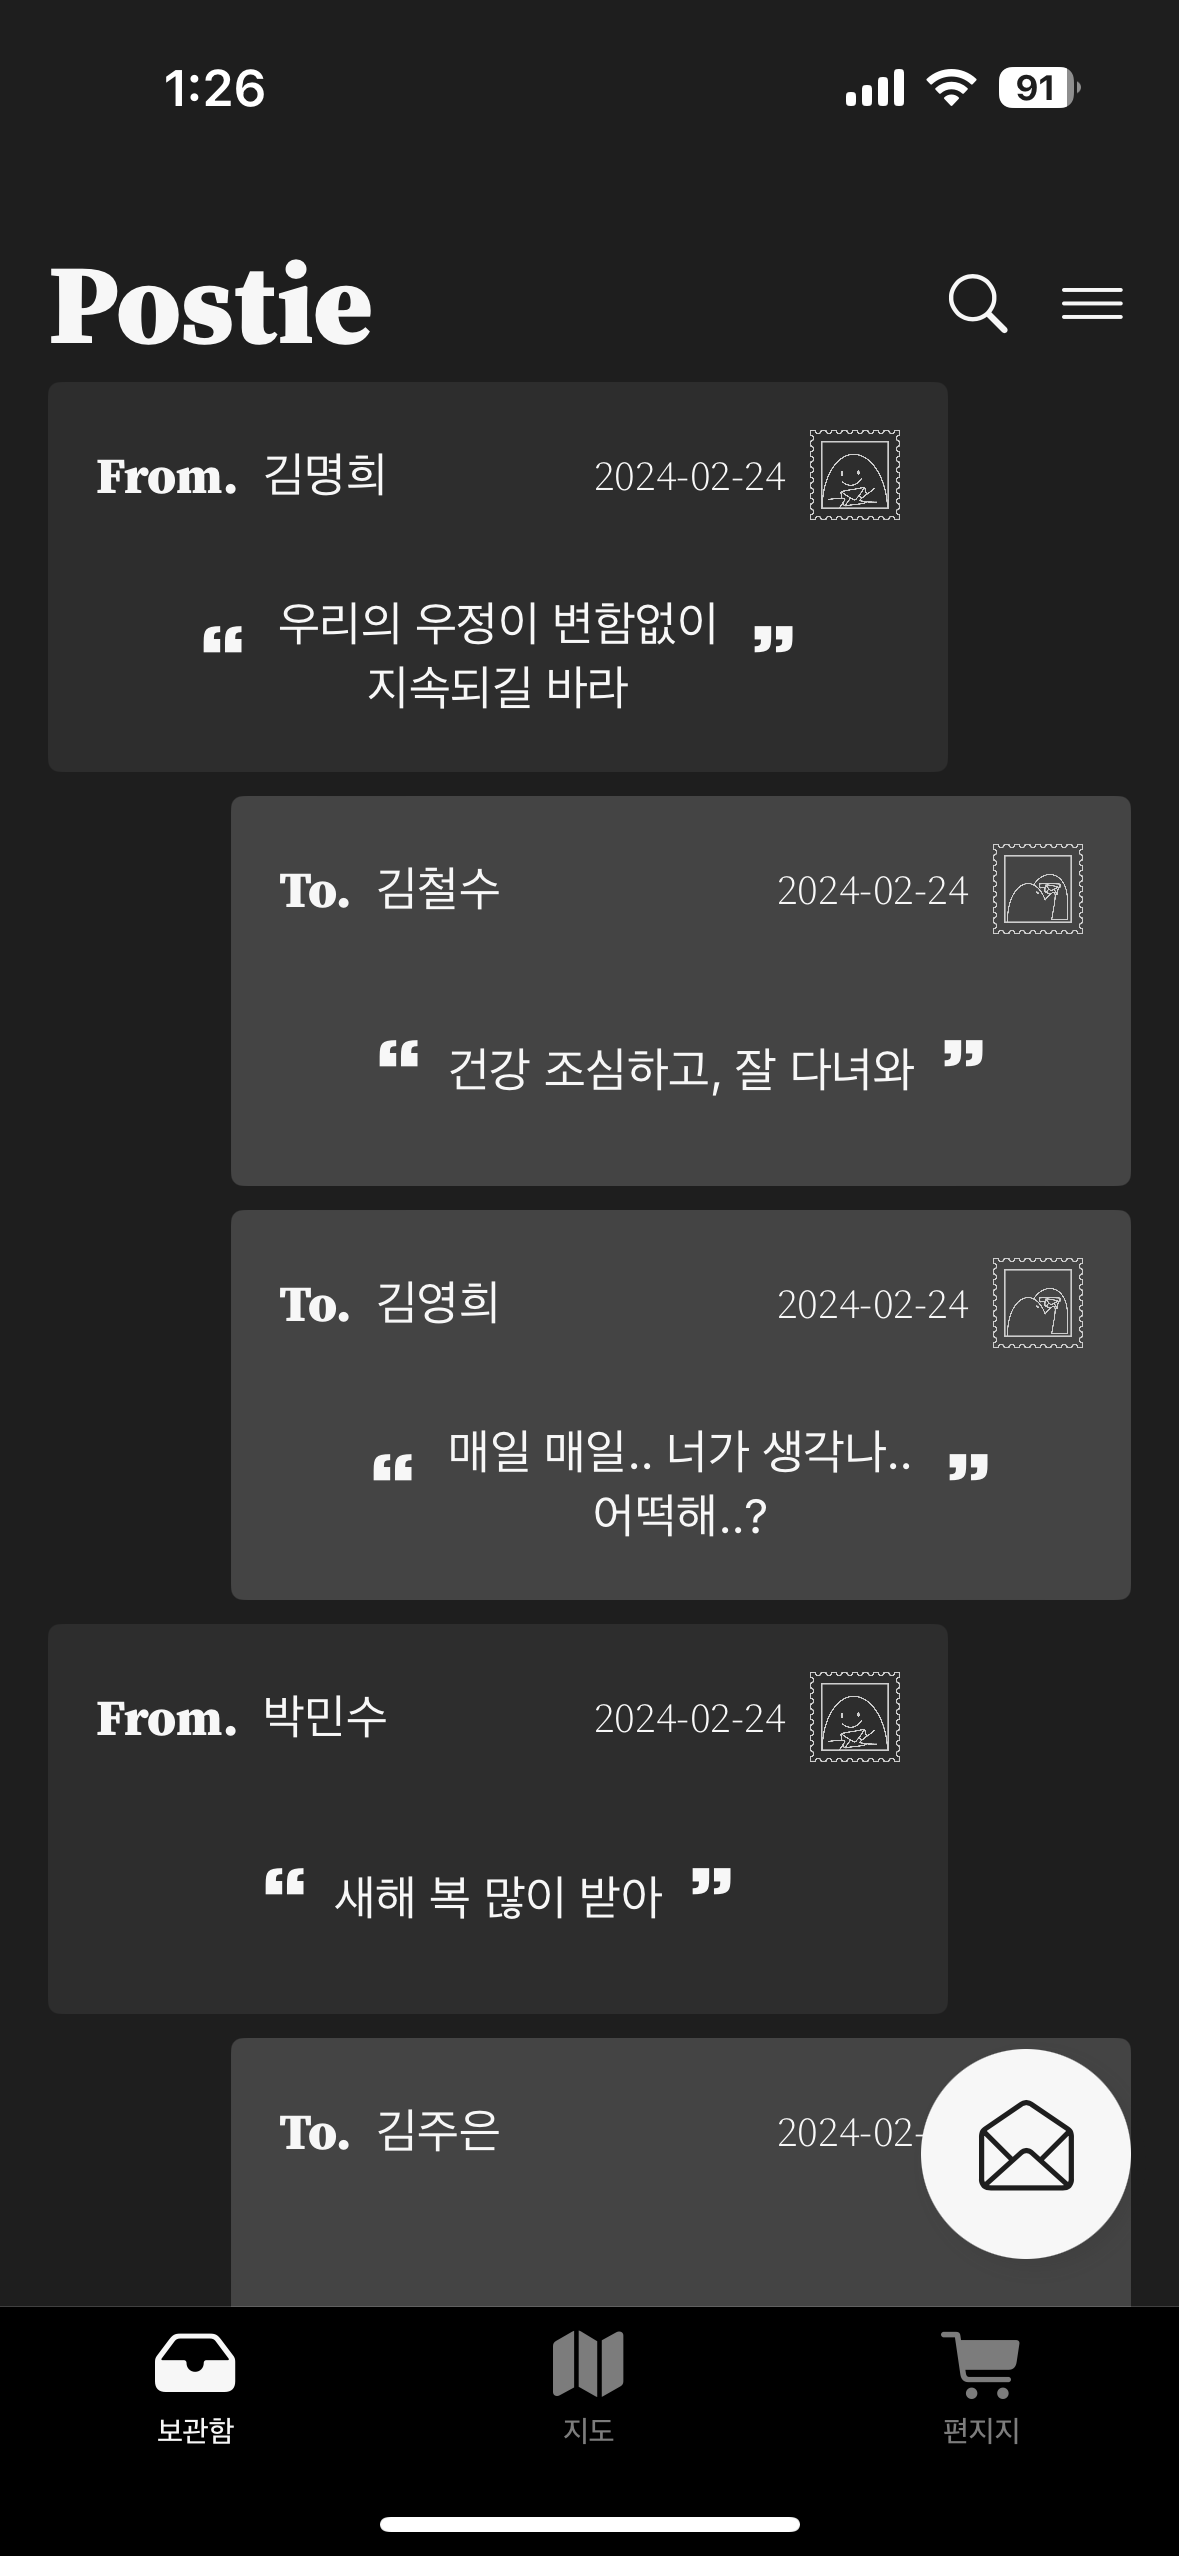 1:26
91
Postie
From. 김명희 2024-02-24
“ 우리의 우정이 변함없이 ”
지속되길 바라
To. 김철수 2024-02-24
“ 건강 조심하고, 잘 다녀와 ”
To. 김영희 2024-02-24
“ 매일 매일.. 너가 생각나.. ”
어떡해..?
From. 박민수 2024-02-24
“ 새해 복 많이 받아 ”
To. 김주은 2024-02-
보관함 지도 편지지